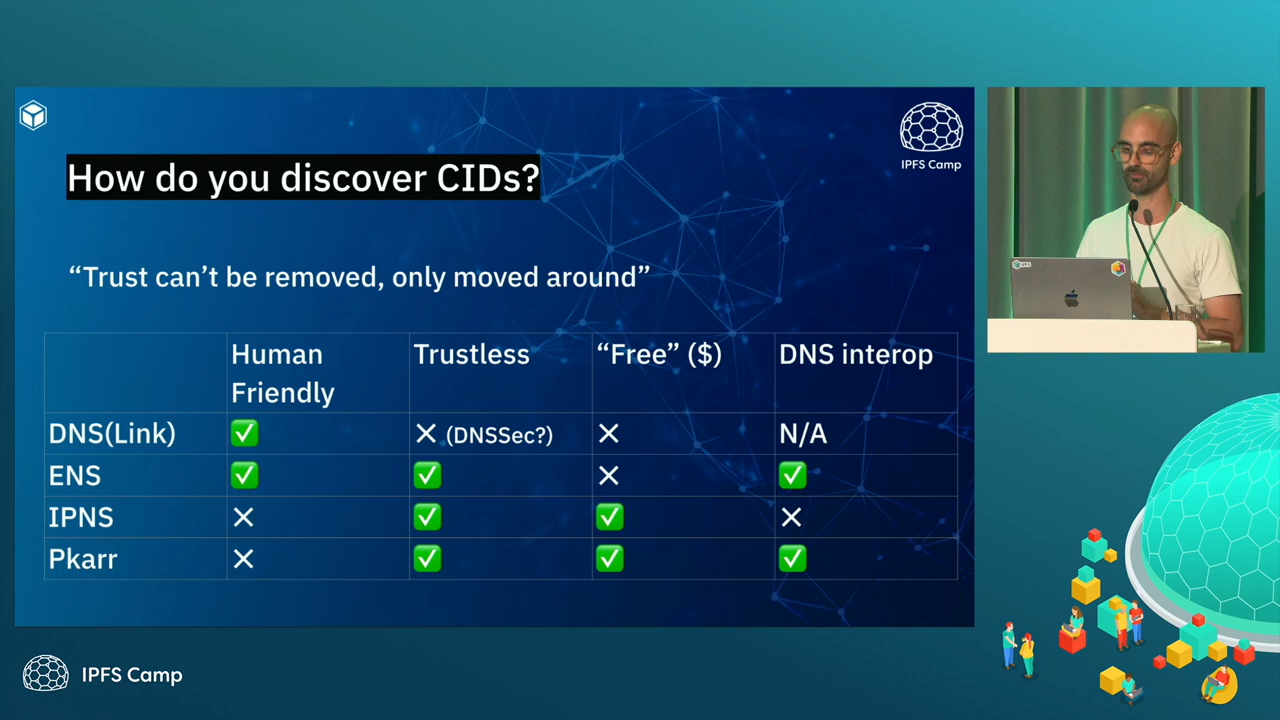 IPFS Camp
How do you discover CIDs?
“Trust can’t be removed, only moved around”
Human Friendly Trustless “Free” ($) DNS interop
DNS(Link) ✅ ✕ (DNSSec?) ✕ N/A
ENS ✅ ✅ ✕ ✅
IPNS ✕ ✅ ✅ ✕
Pkarr ✕ ✅ ✅ ✅
IPFS Camp